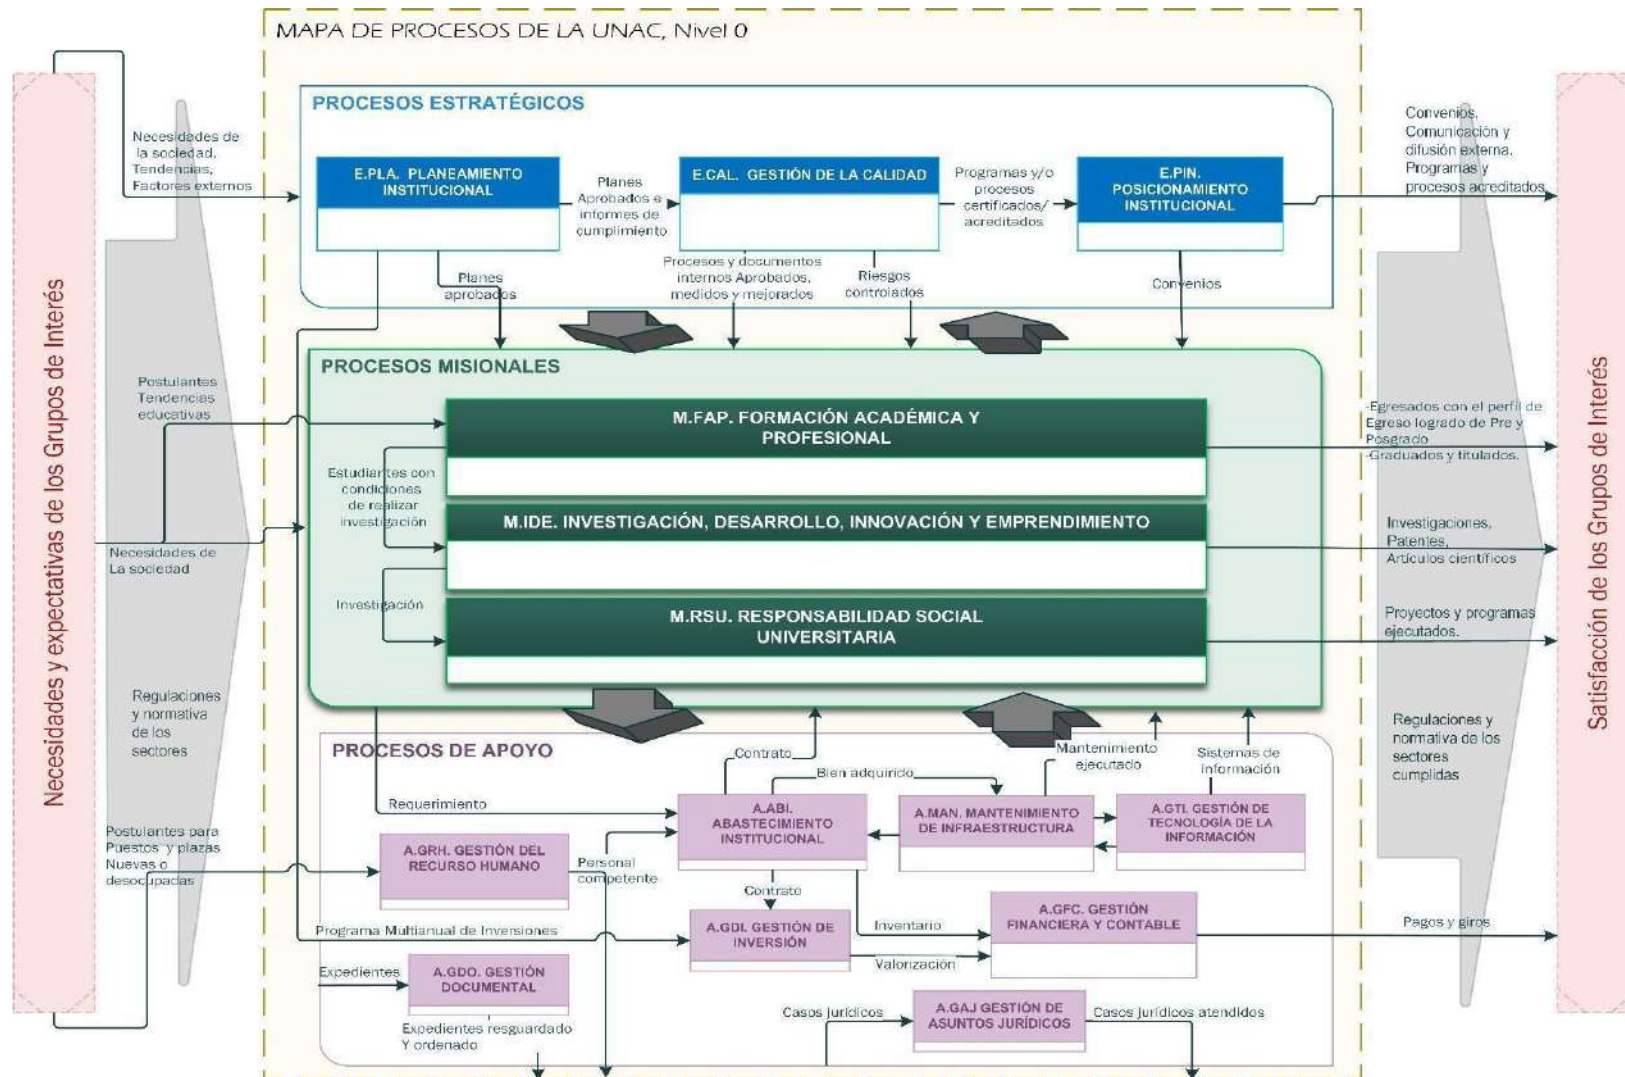 MAPA DE PROCESOS DE LA UNAC, Nivel 0
Necesidades y expectativas de los Grupos de Interés
Necesidades de
la sociedad,
Tendencias,
Factores externos
PROCESOS ESTRATÉGICOS
E.PLA. PLANEAMIENTO
INSTITUCIONAL
Planes
Aprobados e
informes de
cumplimiento
E.CAL. GESTIÓN DE LA CALIDAD
Programas y/o
procesos
certificados/
acreditados
E.PIN.
POSICIONAMIENTO
INSTITUCIONAL
Convenios,
Comunicación y
difusión externa.
Programas y
procesos acreditados
Planes
aprobados
Procesos y documentos
internos Aprobados,
medidos y mejorados
Riesgos
controlados
Convenios
PROCESOS MISIONALES
Postulantes
Tendencias
educativas
M.FAP. FORMACIÓN ACADÉMICA Y
PROFESIONAL
-Egresados con el perfil de
Egreso logrado de Pre y
Posgrado
-Graduados y titulados.
Estudiantes con
condiciones
de realizar
investigación
M.IDE. INVESTIGACIÓN, DESARROLLO, INNOVACIÓN Y EMPRENDIMIENTO
Investigaciones,
Patentes,
Artículos científicos
Necesidades de
La sociedad
Investigación
M.RSU. RESPONSABILIDAD SOCIAL
UNIVERSITARIA
Proyectos y programas
ejecutados.
Regulaciones
y normativa
de los
sectores
Regulaciones y
normativa de los
sectores
cumplidas
Satisfacción de los Grupos de Interés
PROCESOS DE APOYO
Contrato
Bien adquirido
Mantenimiento
ejecutado
Sistemas de
información
Requerimiento
A.ABI.
ABASTECIMIENTO
INSTITUCIONAL
A.MAN. MANTENIMIENTO
DE INFRAESTRUCTURA
A.GTI. GESTIÓN DE
TECNOLOGÍA DE LA
INFORMACIÓN
Postulantes para
Puestos y plazas
Nuevas o
desocupadas
A.GRH. GESTIÓN DEL
RECURSO HUMANO
Personal
competente
Contrato
Programa Multianual de Inversiones
A.GDI. GESTIÓN DE
INVERSIÓN
Inventario
Valorización
A.GFC. GESTIÓN
FINANCIERA Y CONTABLE
Pagos y giros
Expedientes
A.GDO. GESTIÓN
DOCUMENTAL
Expedientes resguardado
Y ordenado
Casos Jurídicos
A.GAJ GESTIÓN DE
ASUNTOS JURÍDICOS
Casos jurídicos atendidos